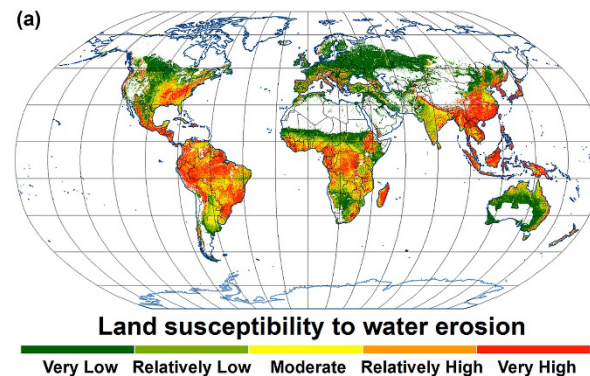 (a)
Land susceptibility to water erosion
Very Low Relatively Low Moderate Relatively High Very High